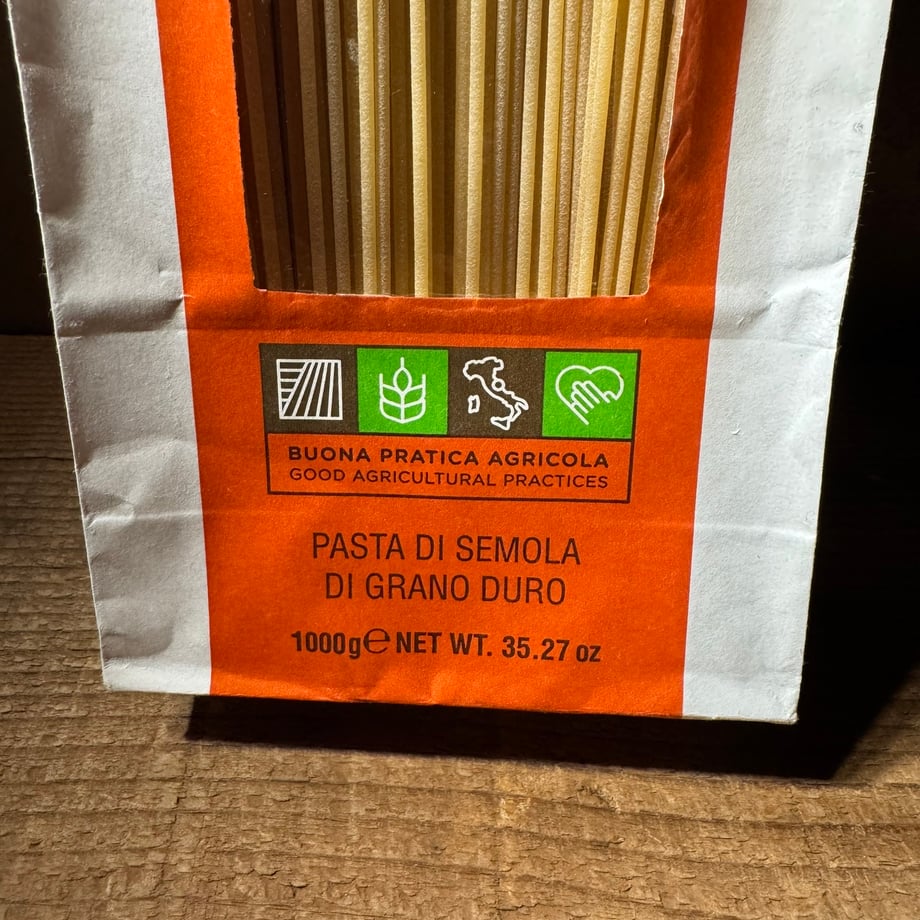 BUONA PRATICA AGRICOLA
GOOD AGRICULTURAL PRACTICES
PASTA DI SEMOLA
DI GRANO DURO
1000g℮ NET WT. 35.27 oz